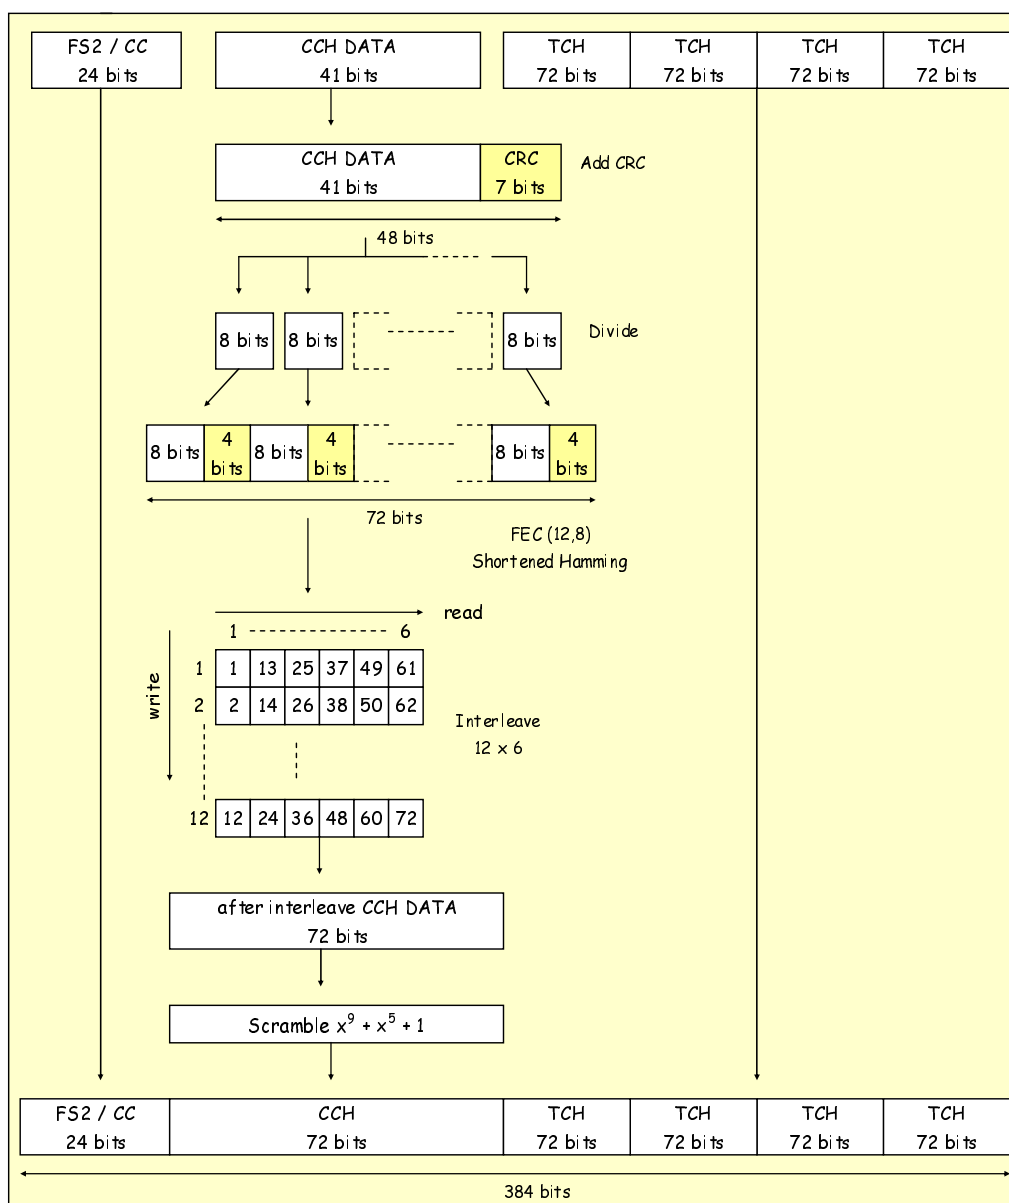 FS2 / CC
24 bits
CCH DATA
41 bits
TCH
72 bits
TCH
72 bits
TCH
72 bits
TCH
72 bits
CCH DATA
41 bits
CRC
7 bits
Add CRC
48 bits
8 bits
8 bits
8 bits
Divide
8 bits
4
bits
8 bits
4
bits
8 bits
4
bits
72 bits
FEC (12,8)
Shortened Hamming
read
1 6
write
1 1 13 25 37 49 61
2 2 14 26 38 50 62
Interleave
12 x 6
12 12 24 36 48 60 72
after interleave CCH DATA
72 bits
Scramble x⁹ + x⁵ + 1
FS2 / CC
24 bits
CCH
72 bits
TCH
72 bits
TCH
72 bits
TCH
72 bits
TCH
72 bits
384 bits